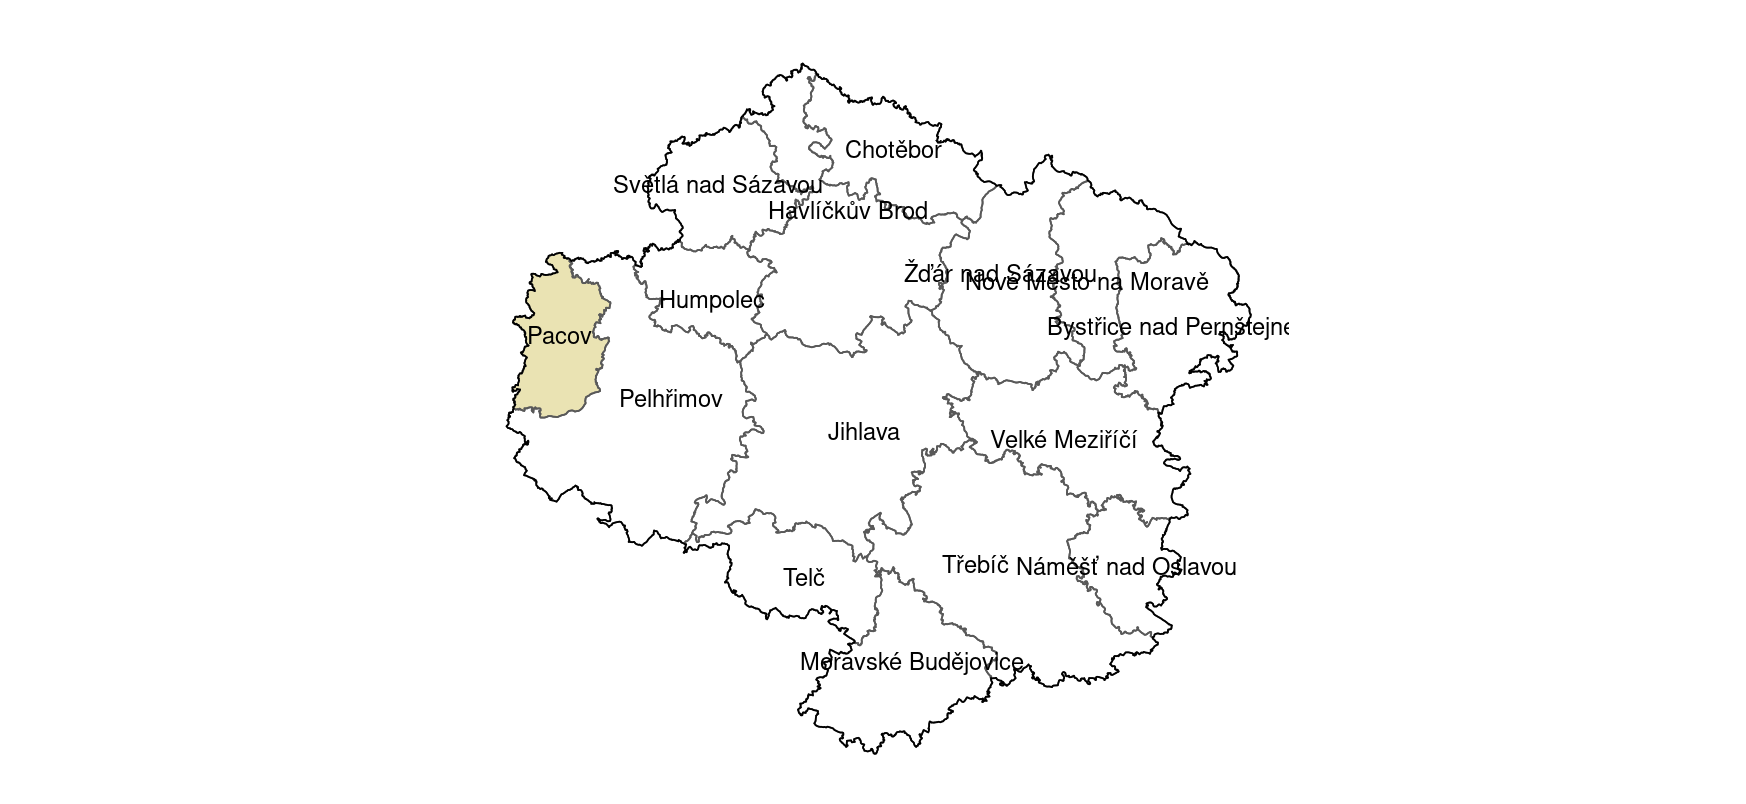 Chotěboř
Světlá nad Sázavou
Havlíčkův Brod
Žďár nad Sázavou
Nové Město na Moravě
Humpolec
Bystřice nad Pernštejne
Pacov
Pelhřimov
Jihlava
Velké Meziříčí
Třebíč
Náměšť nad Oslavou
Telč
Moravské Budějovice